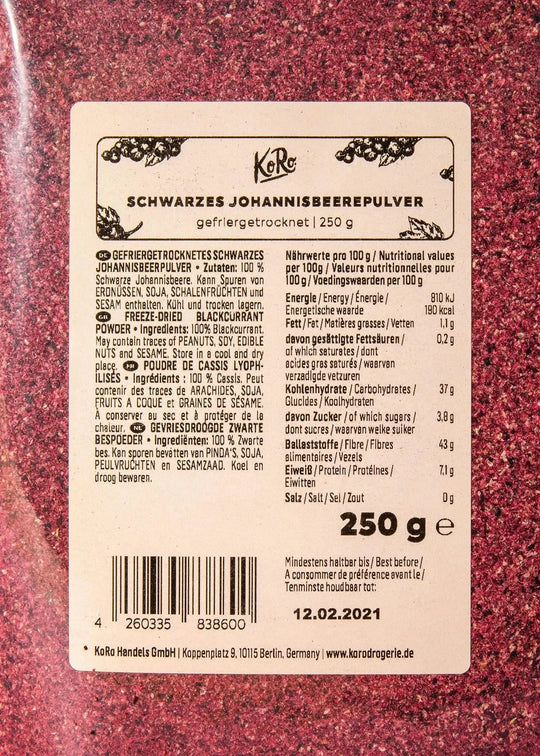 KoRo
SCHWARZES JOHANNISBEEREPULVER
gefriergetrocknet | 250 g
DE GEFRIERGETROCKNETES SCHWARZES
JOHANNISBEERPULVER • Zutaten: 100 %
Schwarze Johannisbeere. Kann Spuren von
ERDNÜSSEN, SOJA, SCHALENFRÜCHTEN und
SESAM enthalten. Kühl und trocken lagern.
GB FREEZE-DRIED BLACKCURRANT
POWDER • Ingredients: 100% Blackcurrant.
May contain traces of PEANUTS, SOY, EDIBLE
NUTS and SESAME. Store in a cool and dry
place. FR POUDRE DE CASSIS LYOPH-
ILISÉS • Ingrédients : 100 % Cassis. Peut
contenir des traces de ARACHIDES, SOJA,
FRUITS A COQUE et GRAINES DE SÉSAME.
A conserver au sec et à protéger de la
chaleur. NL GEVRIESDROOGDE ZWARTE
BESPOEDER • Ingrediënten: 100 % Zwarte
bes. Kan sporen bevatten van PINDA'S, SOJA,
PEULVRUCHTEN en SESAMZAAD. Koel en
droog bewaren.
Nährwerte pro 100 g / Nutritional values
per 100g / Valeurs nutritionnelles pour
100 g / Voedingswaarden per 100 g
Energie / Energy / Énergie / 810 kJ
Energetische waarde 190 kcal
Fett / Fat / Matières grasses / Vetten 1,1 g
davon gesättigte Fettsäuren / 0,2 g
of which saturates / dont
acides gras saturés / waarvan
verzadigde vetzuren
Kohlenhydrate / Carbohydrates / 37 g
Glucides / Koolhydraten
davon Zucker / of which sugars / 3,8 g
dont sucres / waarvan welke suiker
Ballaststoffe / Fibre / Fibres 43 g
alimentaires / Vezels
Eiweiß / Protein / Protéines / 7,1 g
Eiwitten
Salz / Salt / Sel / Zout 0 g
250 g e
Mindestens haltbar bis / Best before /
A consommer de préférence avant le /
Tenminste houdbaar tot:
12.02.2021
4 260335 838600
* KoRo Handels GmbH | Koppenplatz 9, 10115 Berlin, Germany | www.korodrogerie.de